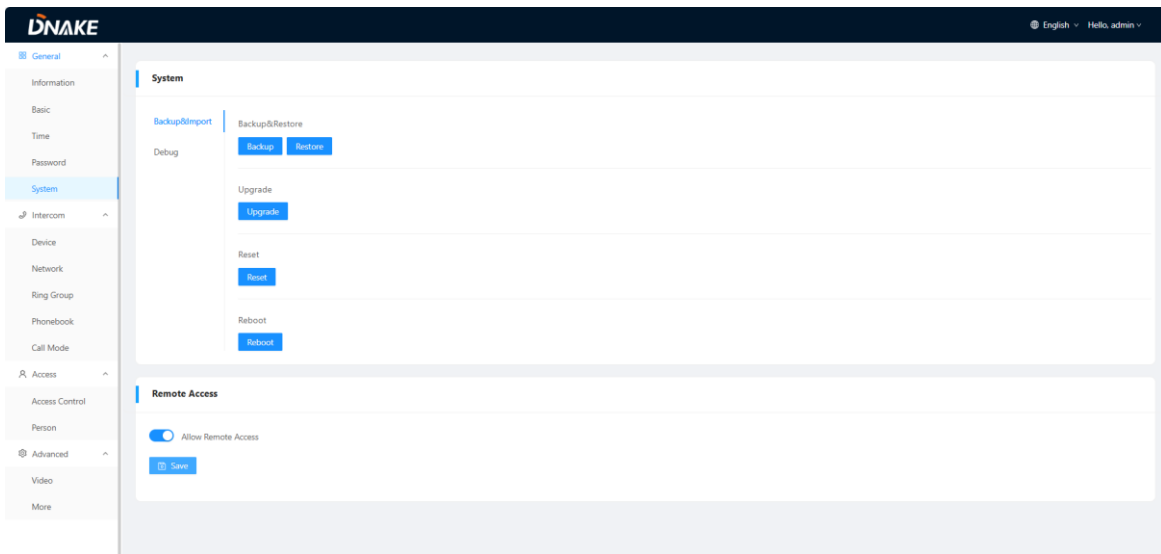 DNAKE
English
Hello, admin
General
Information
Basic
Time
Password
System
Intercom
Device
Network
Ring Group
Phonebook
Call Mode
Access
Access Control
Person
Advanced
Video
More
System
Backup&Import
Debug
Backup&Restore
Backup Restore
Upgrade
Upgrade
Reset
Reset
Reboot
Reboot
Remote Access
Allow Remote Access
Save